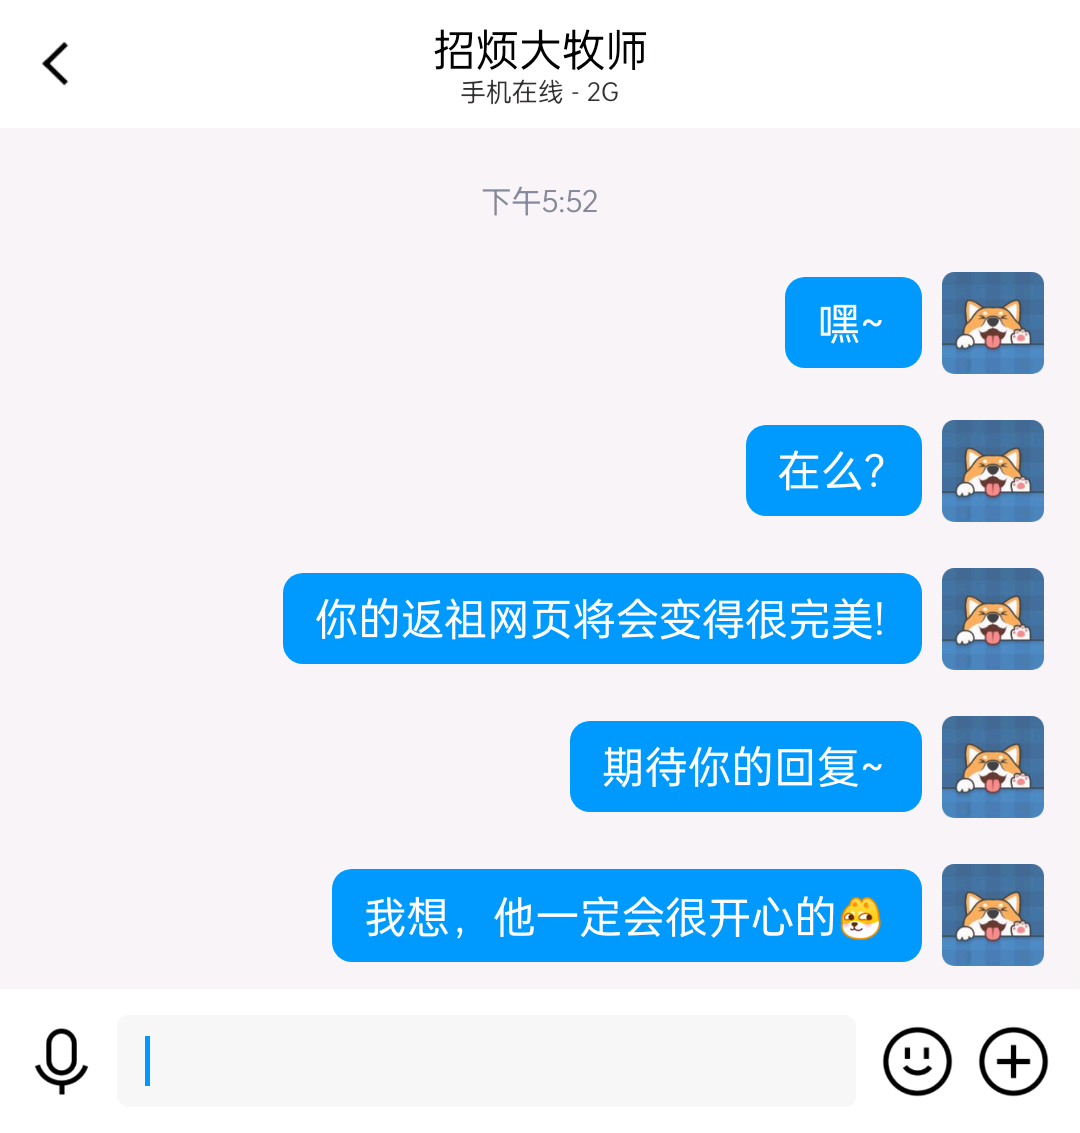 招烦大牧师
手机在线 - 2G
下午5:52
嘿~
在么?
你的返祖网页将会变得很完美!
期待你的回复~
我想，他一定会很开心的